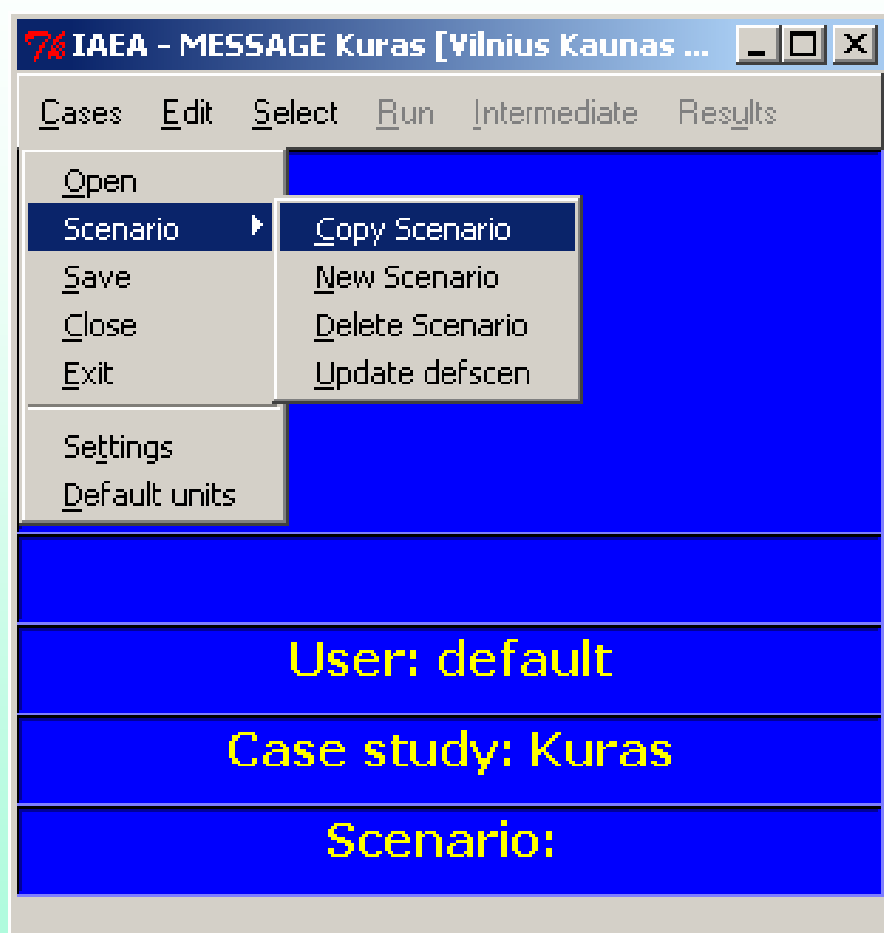 IAEA - MESSAGE Kuras [Vilnius Kaunas ...
Cases Edit Select Run Intermediate Results
Open
Scenario
Save
Close
Exit
Settings
Default units
Copy Scenario
New Scenario
Delete Scenario
Update defscen
User: default
Case study: Kuras
Scenario: